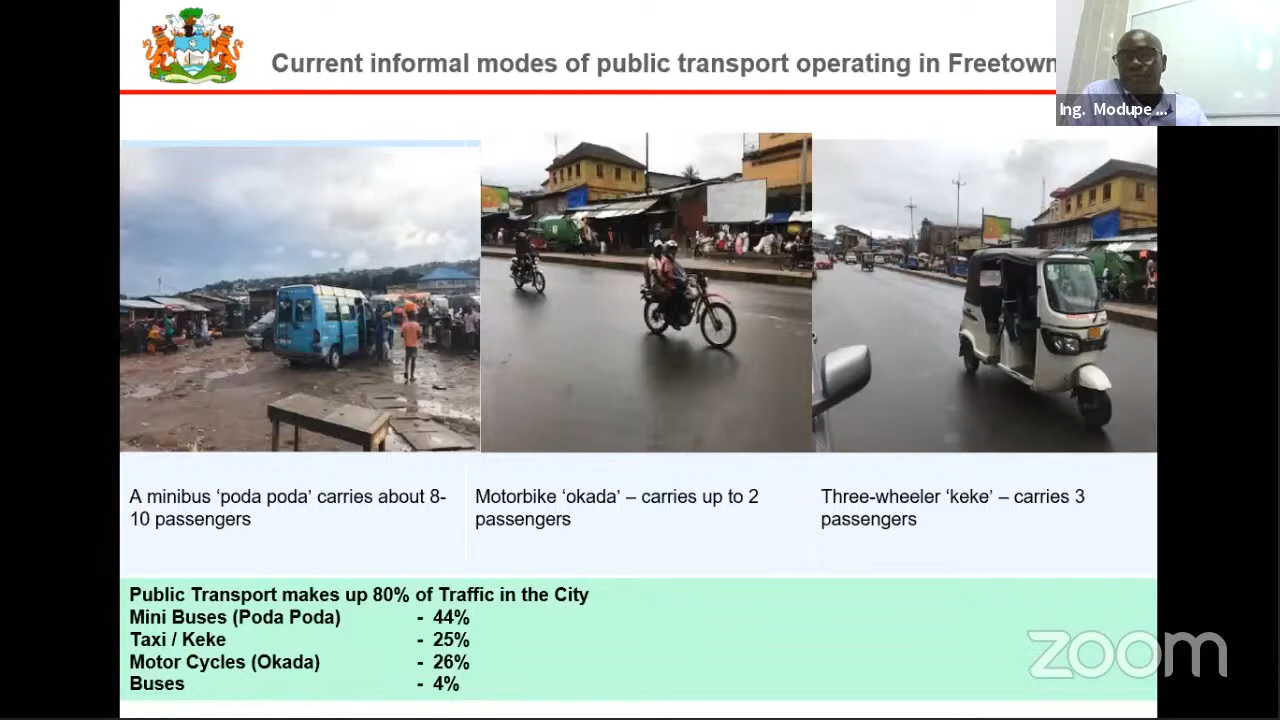 Current informal modes of public transport operating in Freetown
Ing. Modupe ...
A minibus ‘poda poda’ carries about 8-
10 passengers
Motorbike ‘okada’ – carries up to 2
passengers
Three-wheeler ‘keke’ – carries 3
passengers
Public Transport makes up 80% of Traffic in the City
Mini Buses (Poda Poda) - 44%
Taxi / Keke - 25%
Motor Cycles (Okada) - 26%
Buses - 4%
zoom